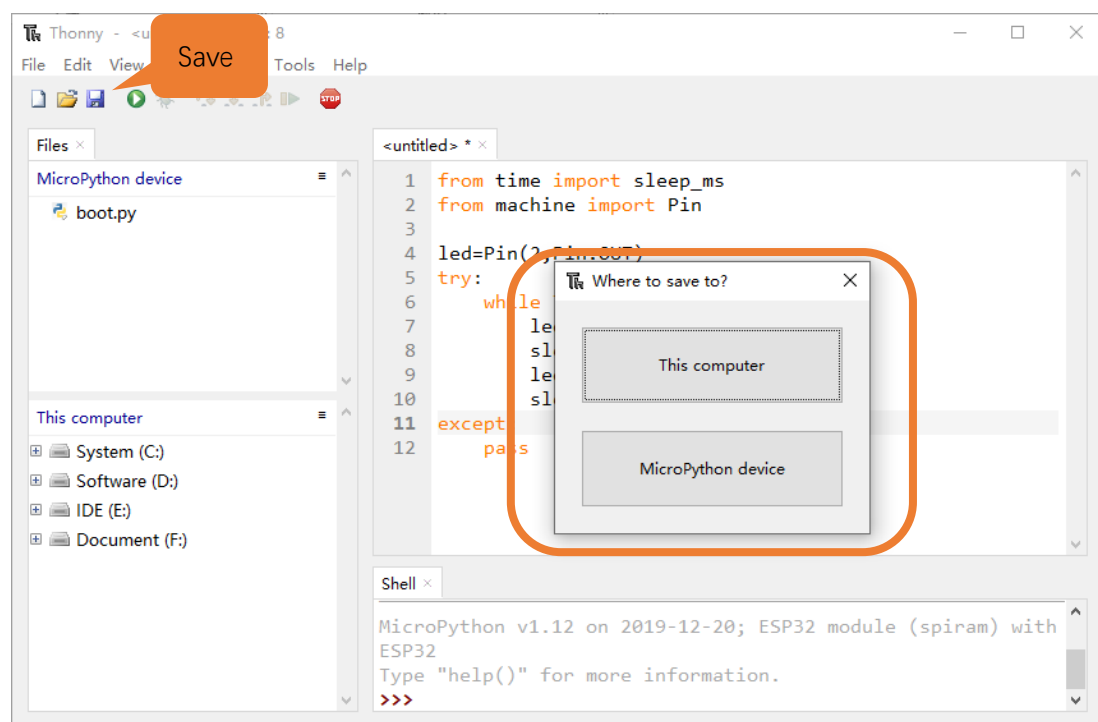 Thonny - <u : 8
Save
File Edit View Tools Help
STOP
Files
MicroPython device
boot.py
This computer
System (C:)
Software (D:)
IDE (E:)
Document (F:)
<untitled> *
1 from time import sleep_ms
2 from machine import Pin
3
4 led=Pin(2,Pin.OUT)
5 try:
6 while
7 le
8 sl
9 le
10 sl
11 except
12 pass
Where to save to?
This computer
MicroPython device
Shell
MicroPython v1.12 on 2019-12-20; ESP32 module (spiram) with
ESP32
Type "help()" for more information.
>>>